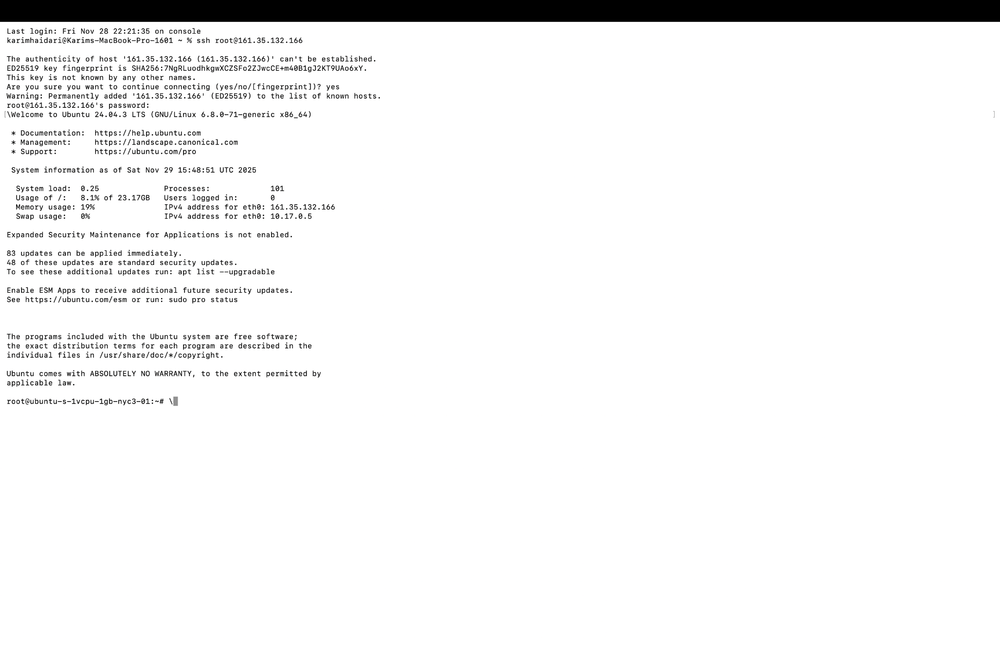 Last login: Fri Nov 28 22:21:35 on console
karimhaidari@Karims-MacBook-Pro-1601 ~ % ssh root@161.35.132.166
The authenticity of host '161.35.132.166 (161.35.132.166)' can't be established.
ED25519 key fingerprint is SHA256:7NgRLuodhkgwXCZSFo2ZJwcCE+m40B1gJ2KT9UAo6xY.
This key is not known by any other names.
Are you sure you want to continue connecting (yes/no/[fingerprint])? yes
Warning: Permanently added '161.35.132.166' (ED25519) to the list of known hosts.
root@161.35.132.166's password:
[\Welcome to Ubuntu 24.04.3 LTS (GNU/Linux 6.8.0-71-generic x86_64) ]
* Documentation:  https://help.ubuntu.com
* Management:     https://landscape.canonical.com
* Support:        https://ubuntu.com/pro
System information as of Sat Nov 29 15:48:51 UTC 2025
System load:  0.25              Processes:             101
Usage of /:   8.1% of 23.17GB   Users logged in:       0
Memory usage: 19%               IPv4 address for eth0: 161.35.132.166
Swap usage:   0%                IPv4 address for eth0: 10.17.0.5
Expanded Security Maintenance for Applications is not enabled.
83 updates can be applied immediately.
48 of these updates are standard security updates.
To see these additional updates run: apt list --upgradable
Enable ESM Apps to receive additional future security updates.
See https://ubuntu.com/esm or run: sudo pro status
The programs included with the Ubuntu system are free software;
the exact distribution terms for each program are described in the
individual files in /usr/share/doc/*/copyright.
Ubuntu comes with ABSOLUTELY NO WARRANTY, to the extent permitted by
applicable law.
root@ubuntu-s-1vcpu-1gb-nyc3-01:~# \